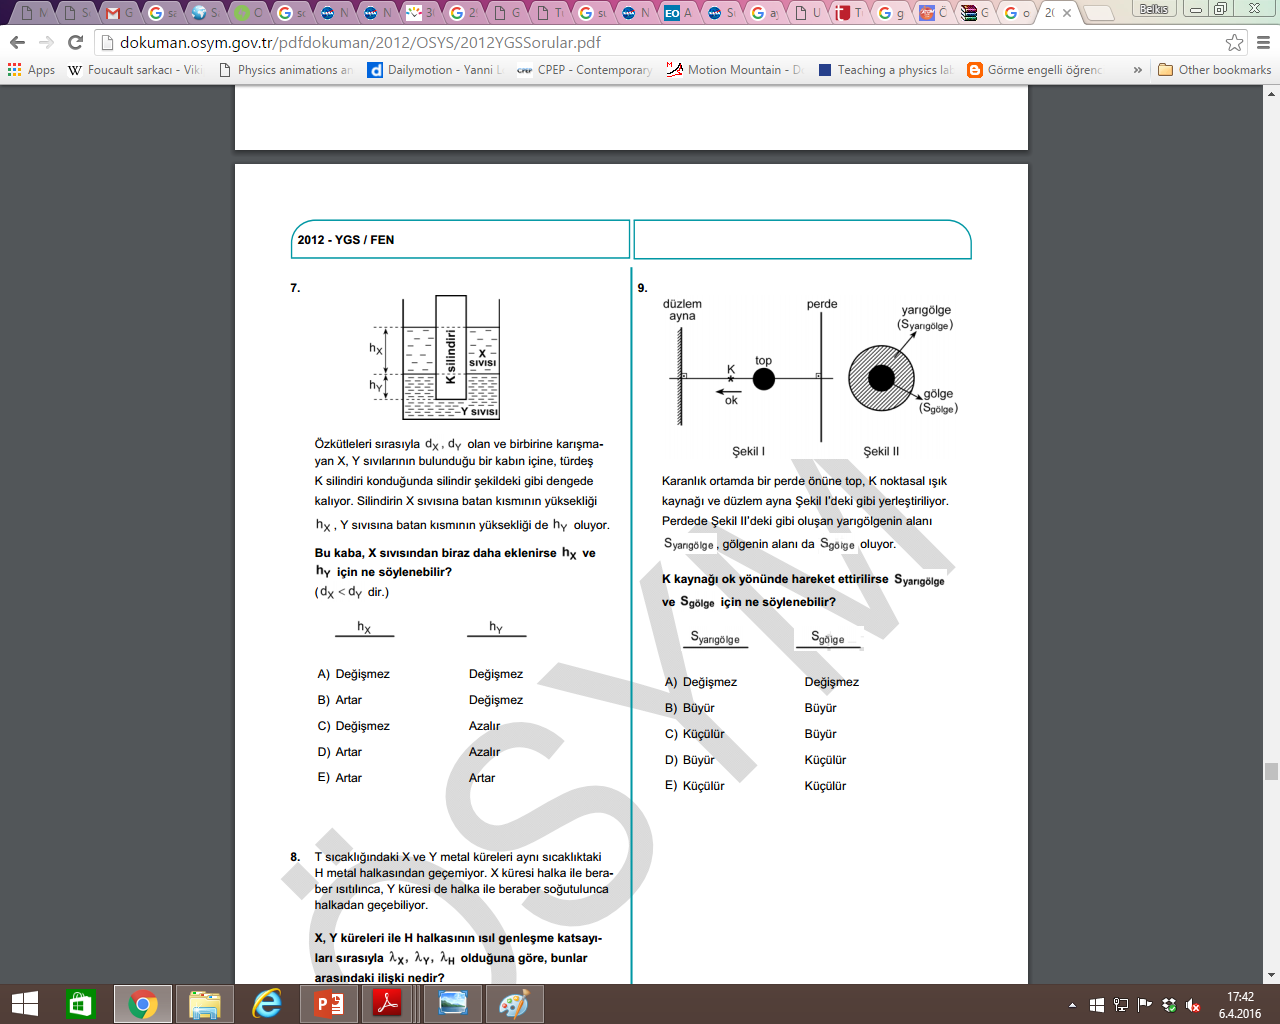 Belkis
dokuman.osym.gov.tr/pdfdokuman/2012/OSYS/2012YGSSorular.pdf
Apps
Foucault sarkacı - Viki
Physics animations an
Dailymotion - Yanni L
CPEP - Contemporary
Motion Mountain - D
Teaching a physics lab
Görme engelli öğrenc
»
Other bookmarks
2012 - YGS / FEN
7.
hX
hY
K silindiri
X
SIVISI
Y SIVISI
Özkütleleri sırasıyla dX , dY olan ve birbirine karışma-
yan X, Y sıvılarının bulunduğu bir kabın içine, türdeş
K silindiri konduğunda silindir şekildeki gibi dengede
kalıyor. Silindirin X sıvısına batan kısmının yüksekliği
hX , Y sıvısına batan kısmının yüksekliği de hY oluyor.
Bu kaba, X sıvısından biraz daha eklenirse hX ve
hY için ne söylenebilir?
(dX < dY dir.)
hX hY
A) Değişmez Değişmez
B) Artar Değişmez
C) Değişmez Azalır
D) Artar Azalır
E) Artar Artar
8. T sıcaklığındaki X ve Y metal küreleri aynı sıcaklıktaki
H metal halkasından geçemiyor. X küresi halka ile bera-
ber ısıtılınca, Y küresi de halka ile beraber soğutulunca
halkadan geçebiliyor.
X, Y küreleri ile H halkasının ısıl genleşme katsayı-
ları sırasıyla λX, λY, λH olduğuna göre, bunlar
arasındaki ilişki nedir?
9.
düzlem
ayna
perde
yarıgölge
(Syarıgölge)
top
K
ok
gölge
(Sgölge)
Şekil I
Şekil II
Karanlık ortamda bir perde önüne top, K noktasal ışık
kaynağı ve düzlem ayna Şekil I'deki gibi yerleştiriliyor.
Perdede Şekil II'deki gibi oluşan yarıgölgenin alanı
Syarıgölge , gölgenin alanı da Sgölge oluyor.
K kaynağı ok yönünde hareket ettirilirse Syarıgölge
ve Sgölge için ne söylenebilir?
Syarıgölge Sgölge
A) Değişmez Değişmez
B) Büyür Büyür
C) Küçülür Büyür
D) Büyür Küçülür
E) Küçülür Küçülür
ÖSYM
17:42
6.4.2016